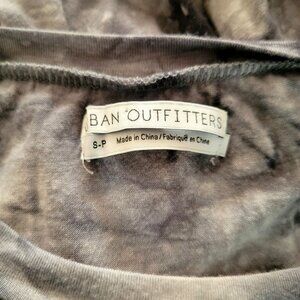 BAN OUTFITTERS
S-P Made in China / Fabriqué en Chine